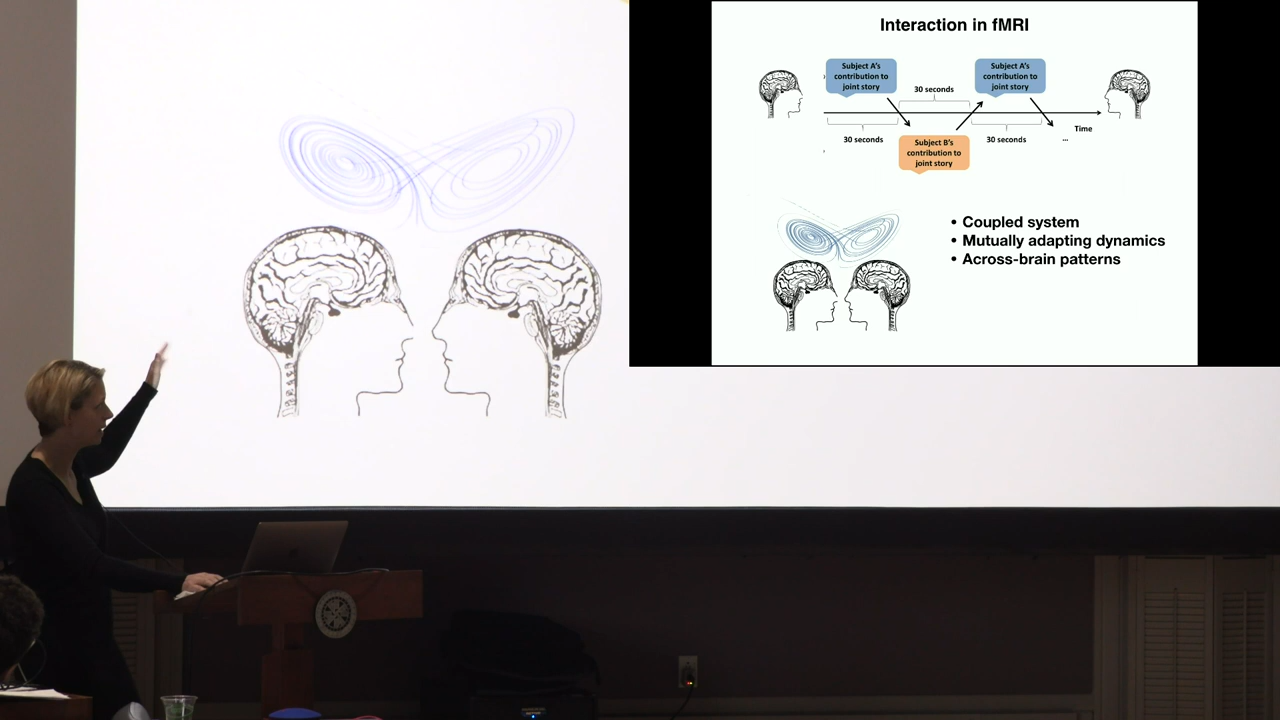 Interaction in fMRI
Subject A's
contribution to
joint story
Subject A's
contribution to
joint story
30 seconds
30 seconds
30 seconds
Time
...
Subject B's
contribution to
joint story
• Coupled system
• Mutually adapting dynamics
• Across-brain patterns